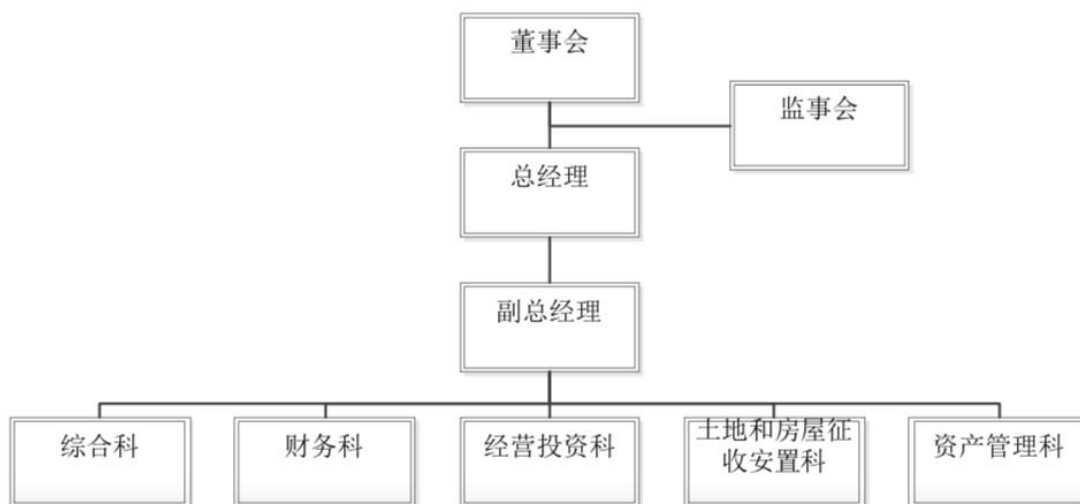 董事会
监事会
总经理
副总经理
综合科
财务科
经营投资科
土地和房屋征
收安置科
资产管理科